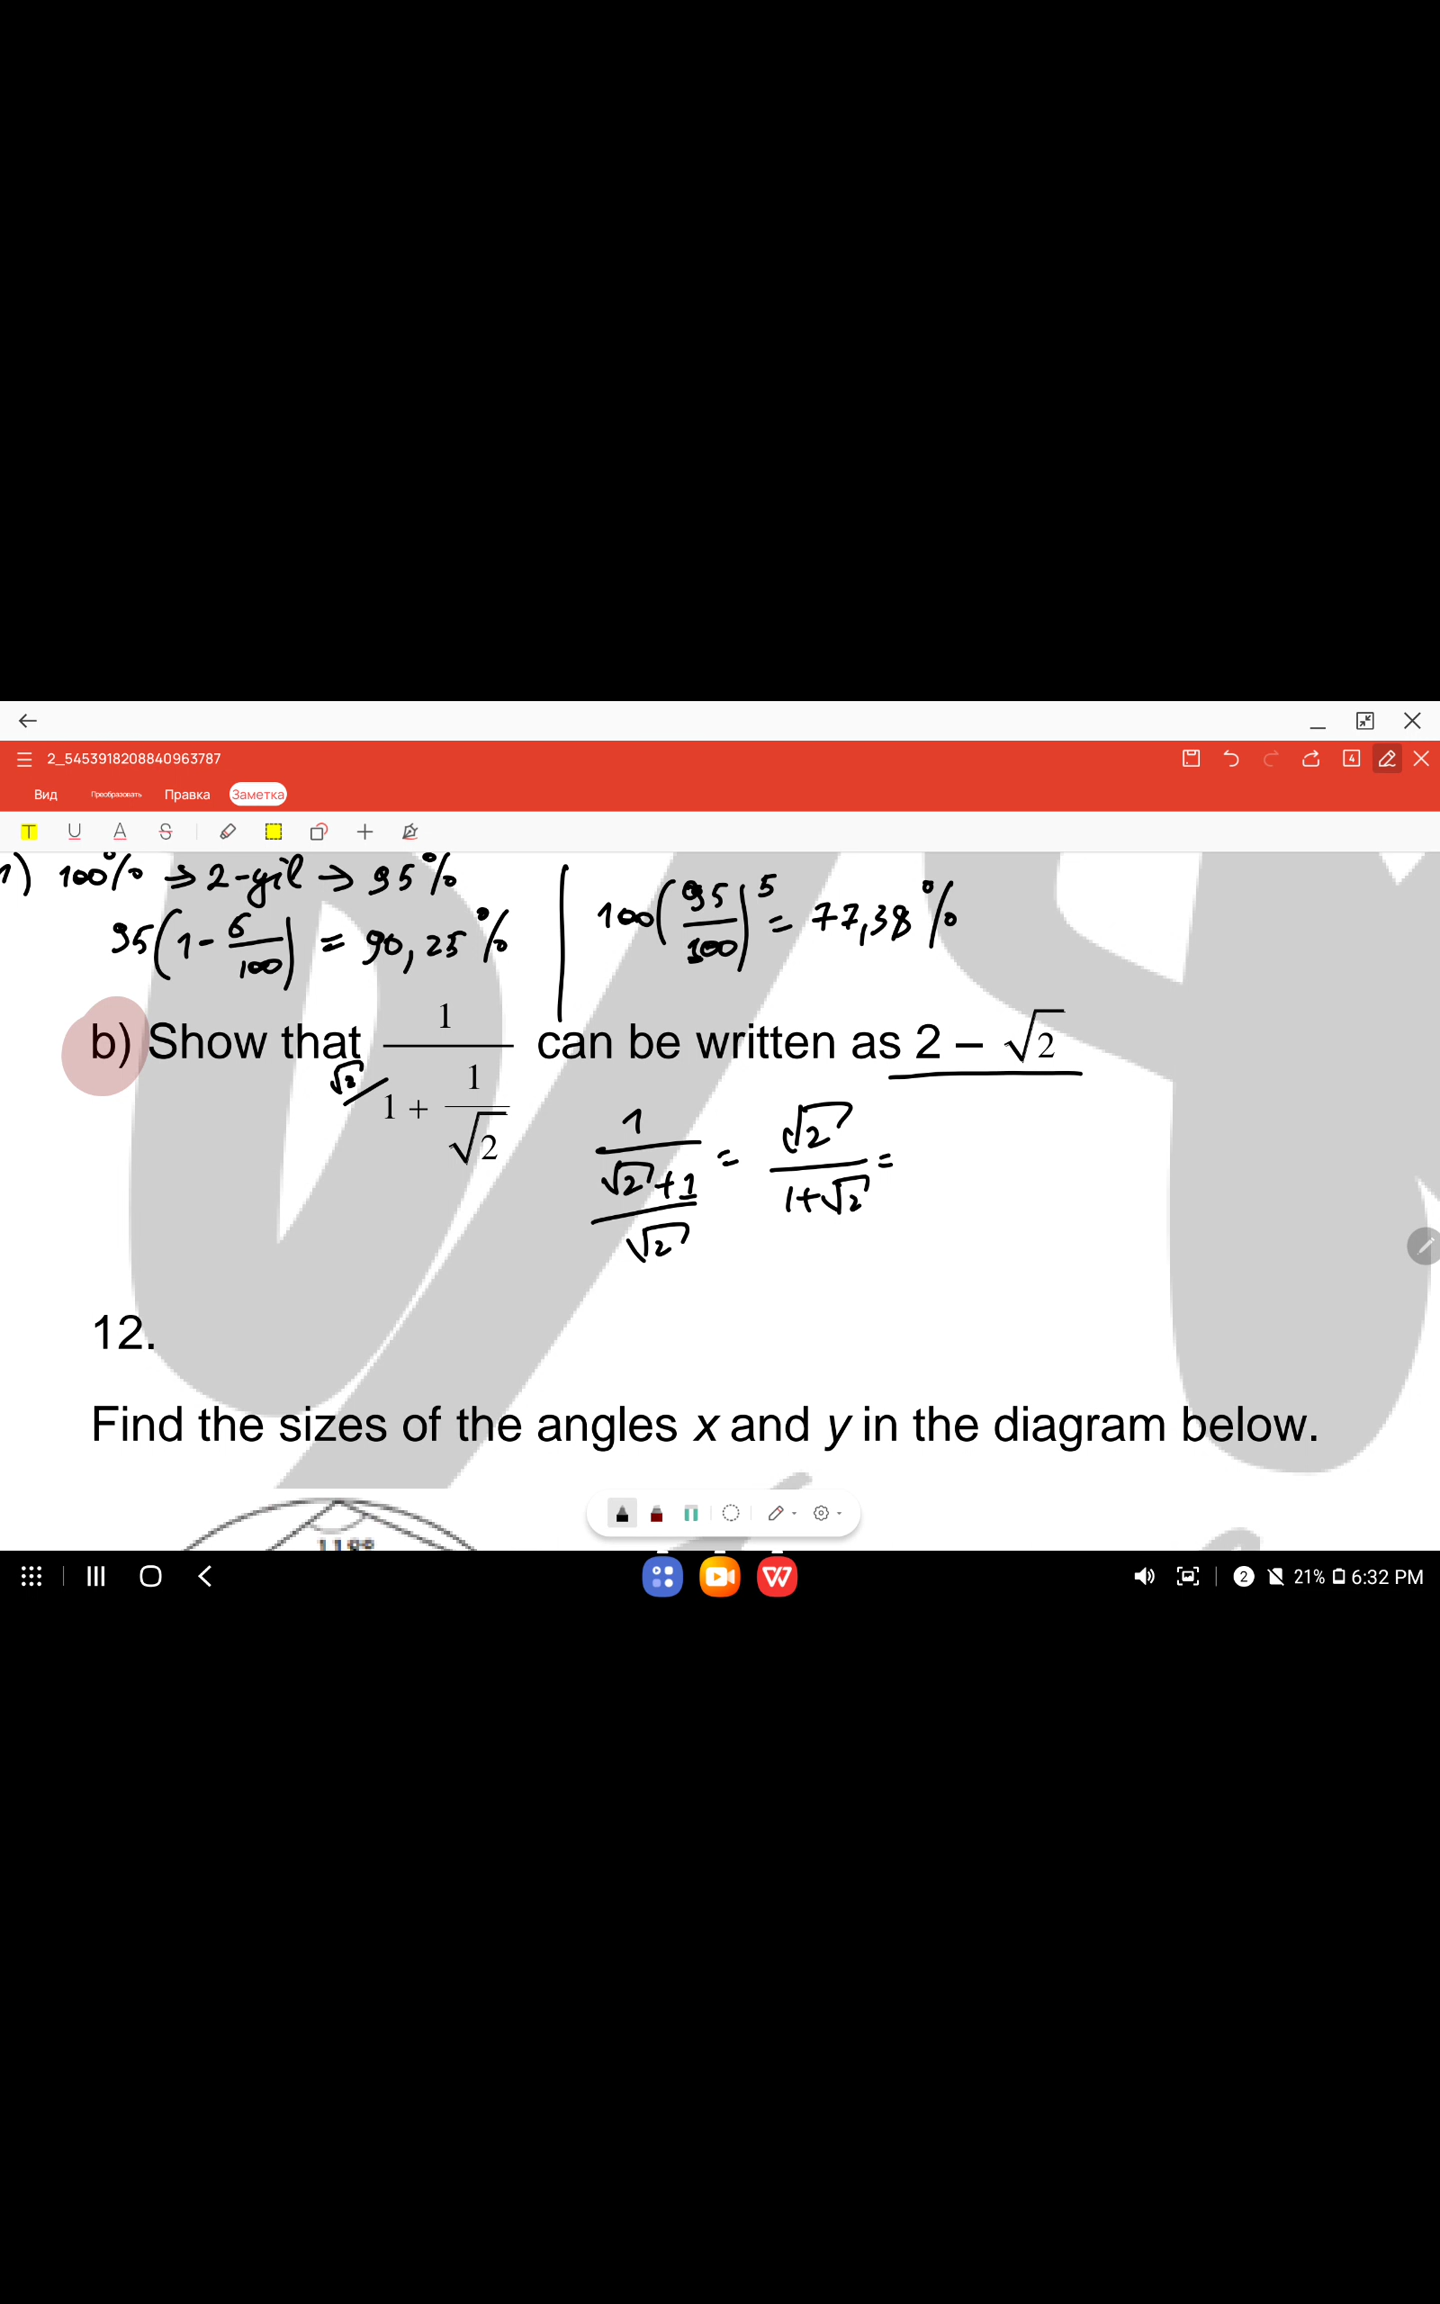 2_5453918208840963787
4
Вид Преобразовать Правка Заметка
T U A S
1) 100% → 2-yil → 95%
95(1 - 5/100) = 90,25%
100(95/100)^5 = 77,38%
b) Show that 1/(1 + 1/√2) can be written as 2 – √2
√2
1/((√2+1)/√2) = √2/(1+√2) =
12.
Find the sizes of the angles x and y in the diagram below.
118°
2 21% 6:32 PM